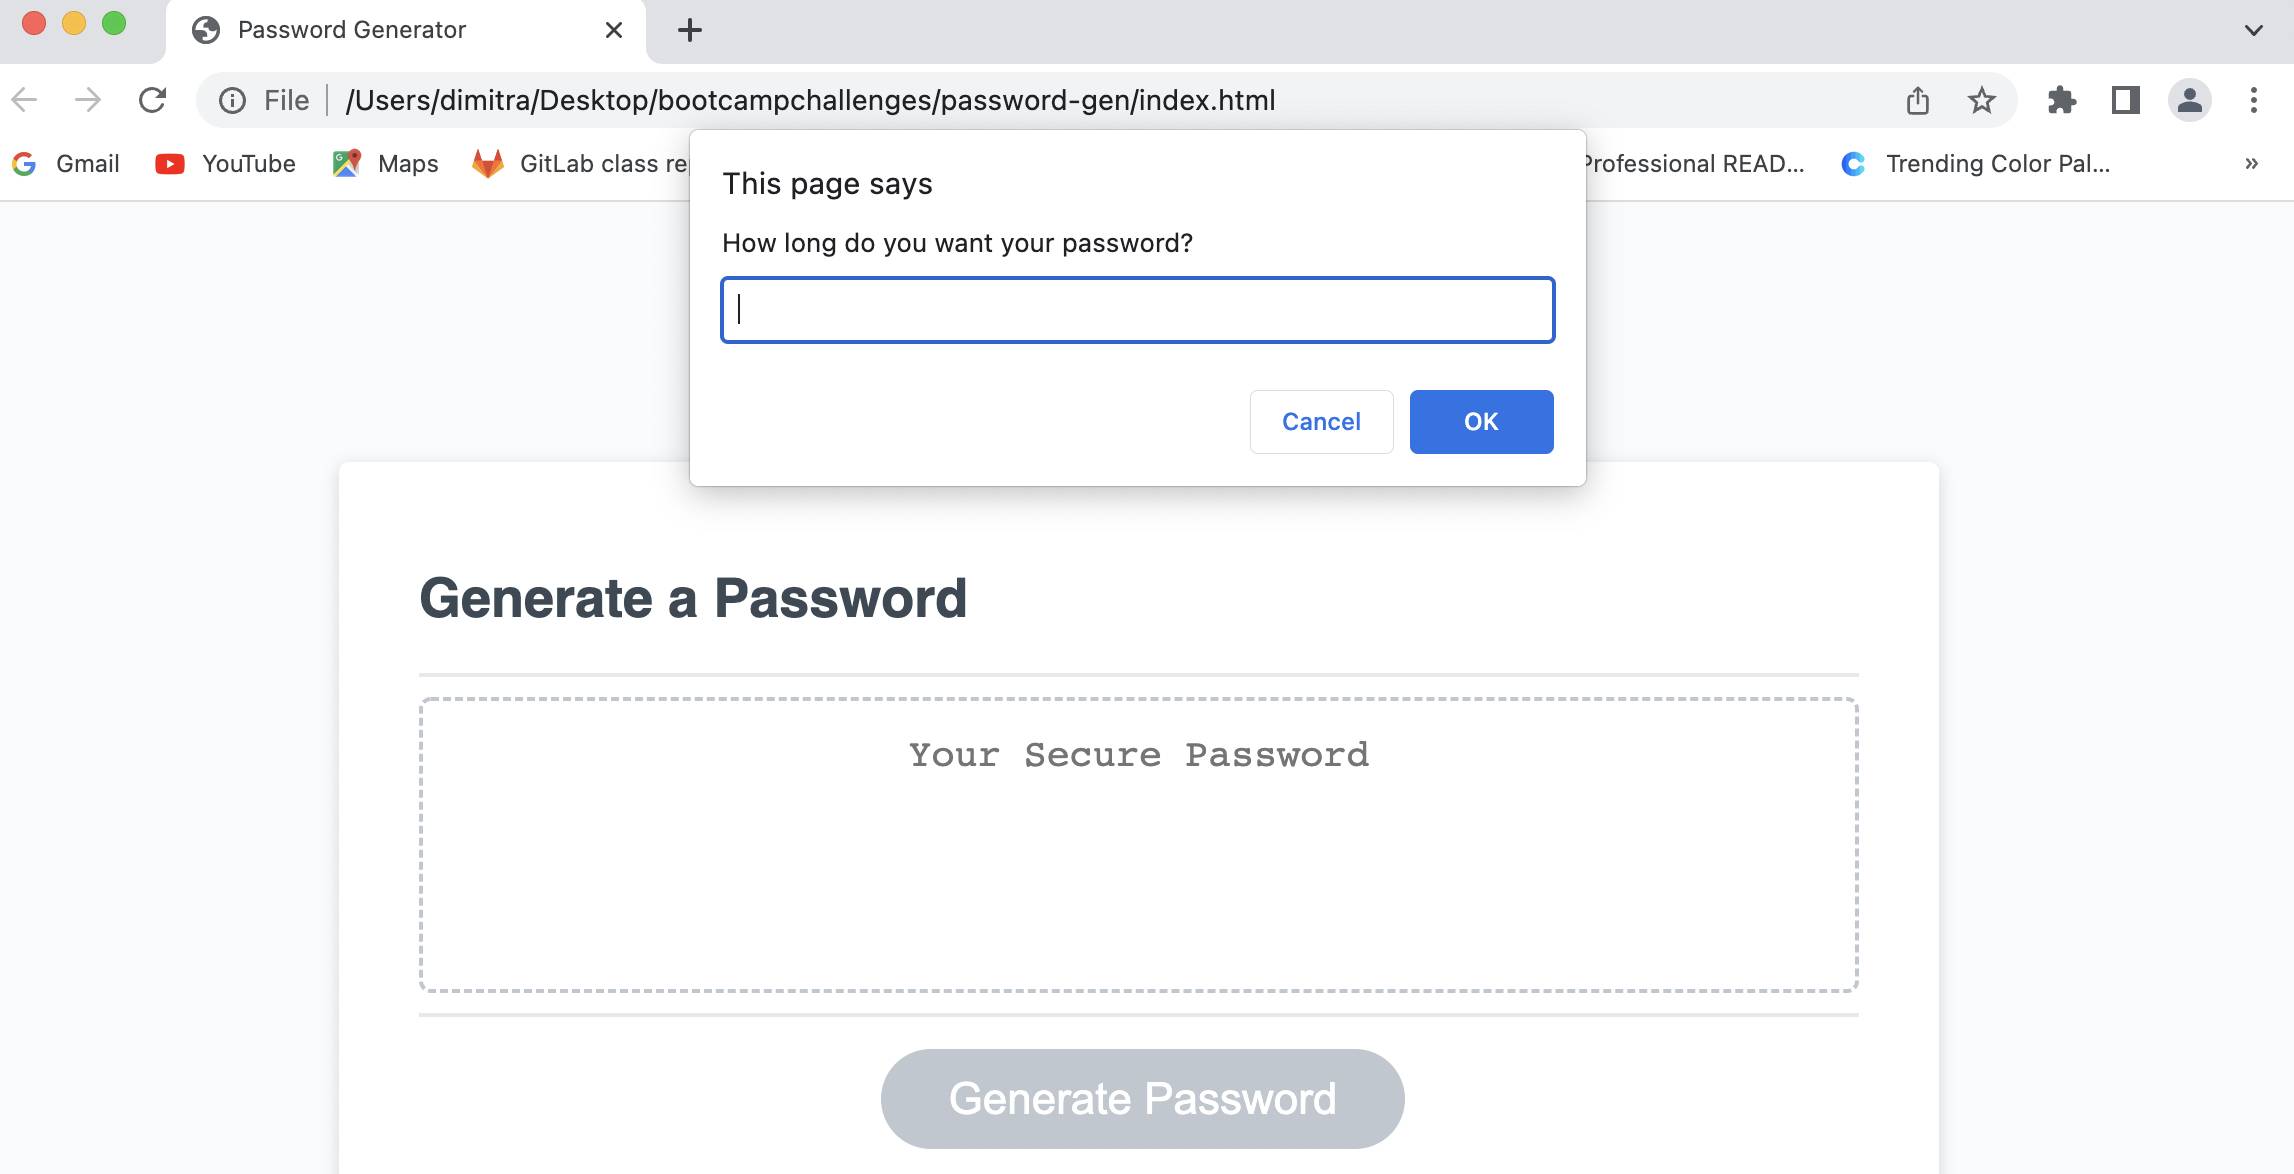 Password Generator
File /Users/dimitra/Desktop/bootcampchallenges/password-gen/index.html
Gmail YouTube Maps GitLab class rep Professional READ... Trending Color Pal... »
This page says
How long do you want your password?
Cancel OK
Generate a Password
Your Secure Password
Generate Password